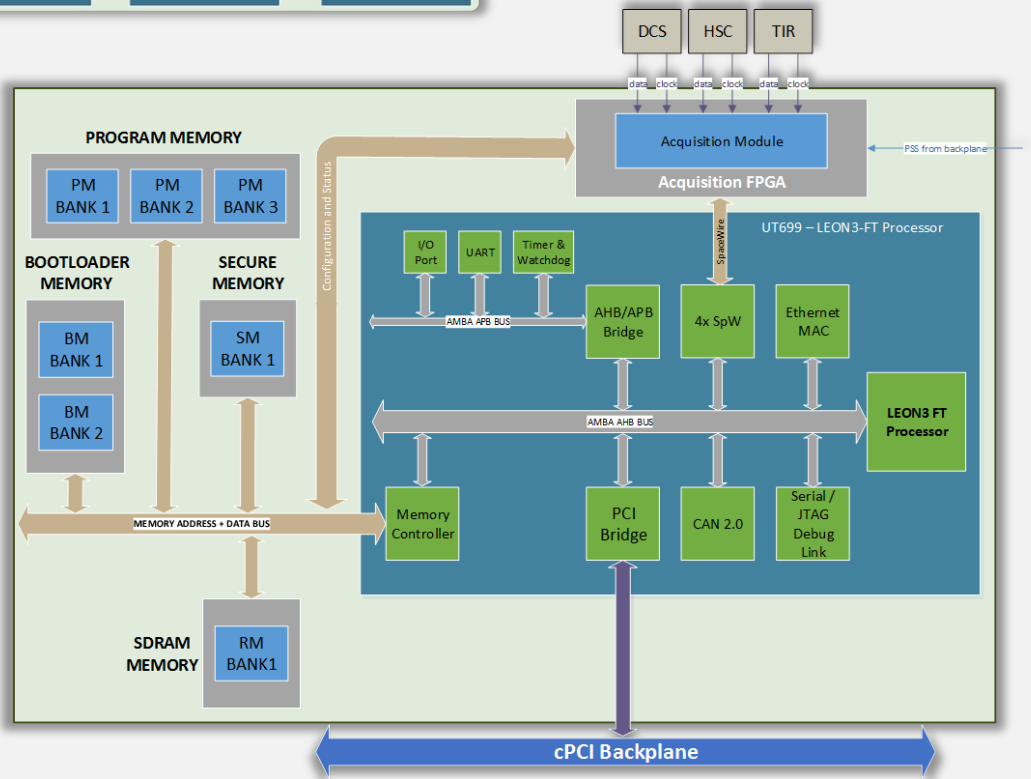 DCS
HSC
TIR
data
clock
data
clock
data
clock
Acquisition Module
Acquisition FPGA
PSS from backplane
PROGRAM MEMORY
PM
BANK 1
PM
BANK 2
PM
BANK 3
Configuration and Status
SpaceWire
UT699 – LEON3-FT Processor
BOOTLOADER
MEMORY
BM
BANK 1
BM
BANK 2
SECURE
MEMORY
SM
BANK 1
I/O
Port
UART
Timer &
Watchdog
AMBA APB BUS
AHB/APB
Bridge
4x SpW
Ethernet
MAC
AMBA AHB BUS
LEON3 FT
Processor
MEMORY ADDRESS + DATA BUS
Memory
Controller
PCI
Bridge
CAN 2.0
Serial /
JTAG
Debug
Link
SDRAM
MEMORY
RM
BANK1
cPCI Backplane